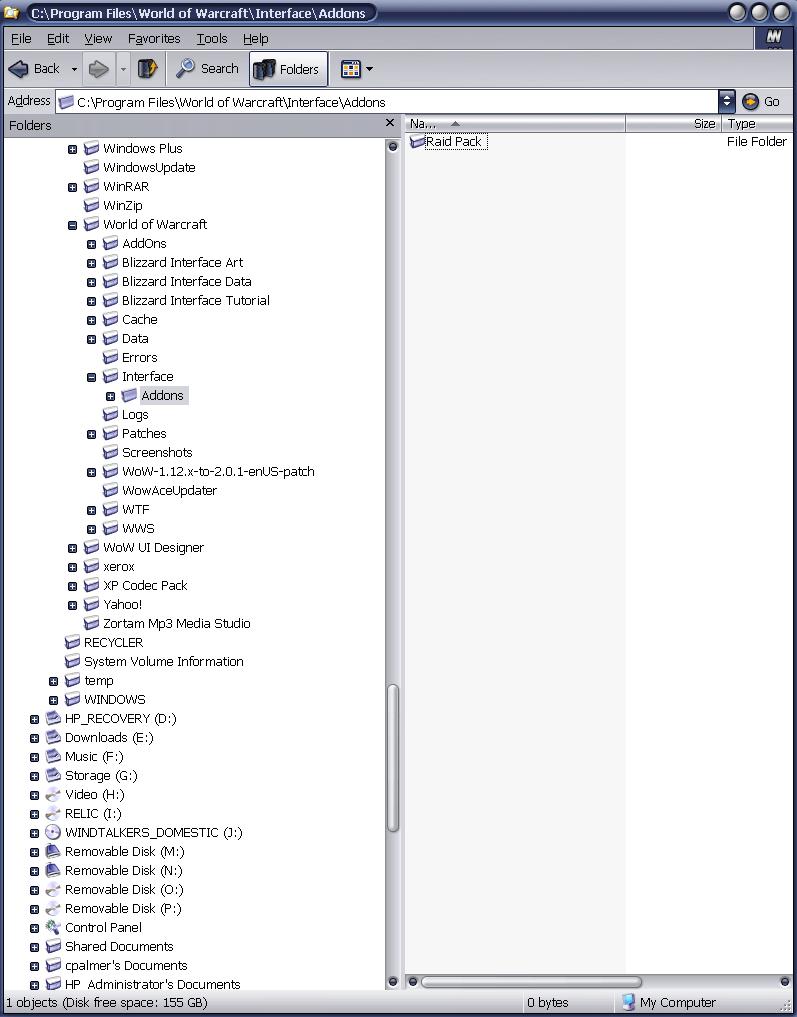 C:\Program Files\World of Warcraft\Interface\Addons
File Edit View Favorites Tools Help
Back Search Folders
Address C:\Program Files\World of Warcraft\Interface\Addons Go
Folders
Na... Size Type
Raid Pack File Folder
Windows Plus
WindowsUpdate
WinRAR
WinZip
World of Warcraft
AddOns
Blizzard Interface Art
Blizzard Interface Data
Blizzard Interface Tutorial
Cache
Data
Errors
Interface
Addons
Logs
Patches
Screenshots
WoW-1.12.x-to-2.0.1-enUS-patch
WowAceUpdater
WTF
WWS
WoW UI Designer
xerox
XP Codec Pack
Yahoo!
Zortam Mp3 Media Studio
RECYCLER
System Volume Information
temp
WINDOWS
HP_RECOVERY (D:)
Downloads (E:)
Music (F:)
Storage (G:)
Video (H:)
RELIC (I:)
WINDTALKERS_DOMESTIC (J:)
Removable Disk (M:)
Removable Disk (N:)
Removable Disk (O:)
Removable Disk (P:)
Control Panel
Shared Documents
cpalmer's Documents
HP_Administrator's Documents
1 objects (Disk free space: 155 GB) 0 bytes My Computer